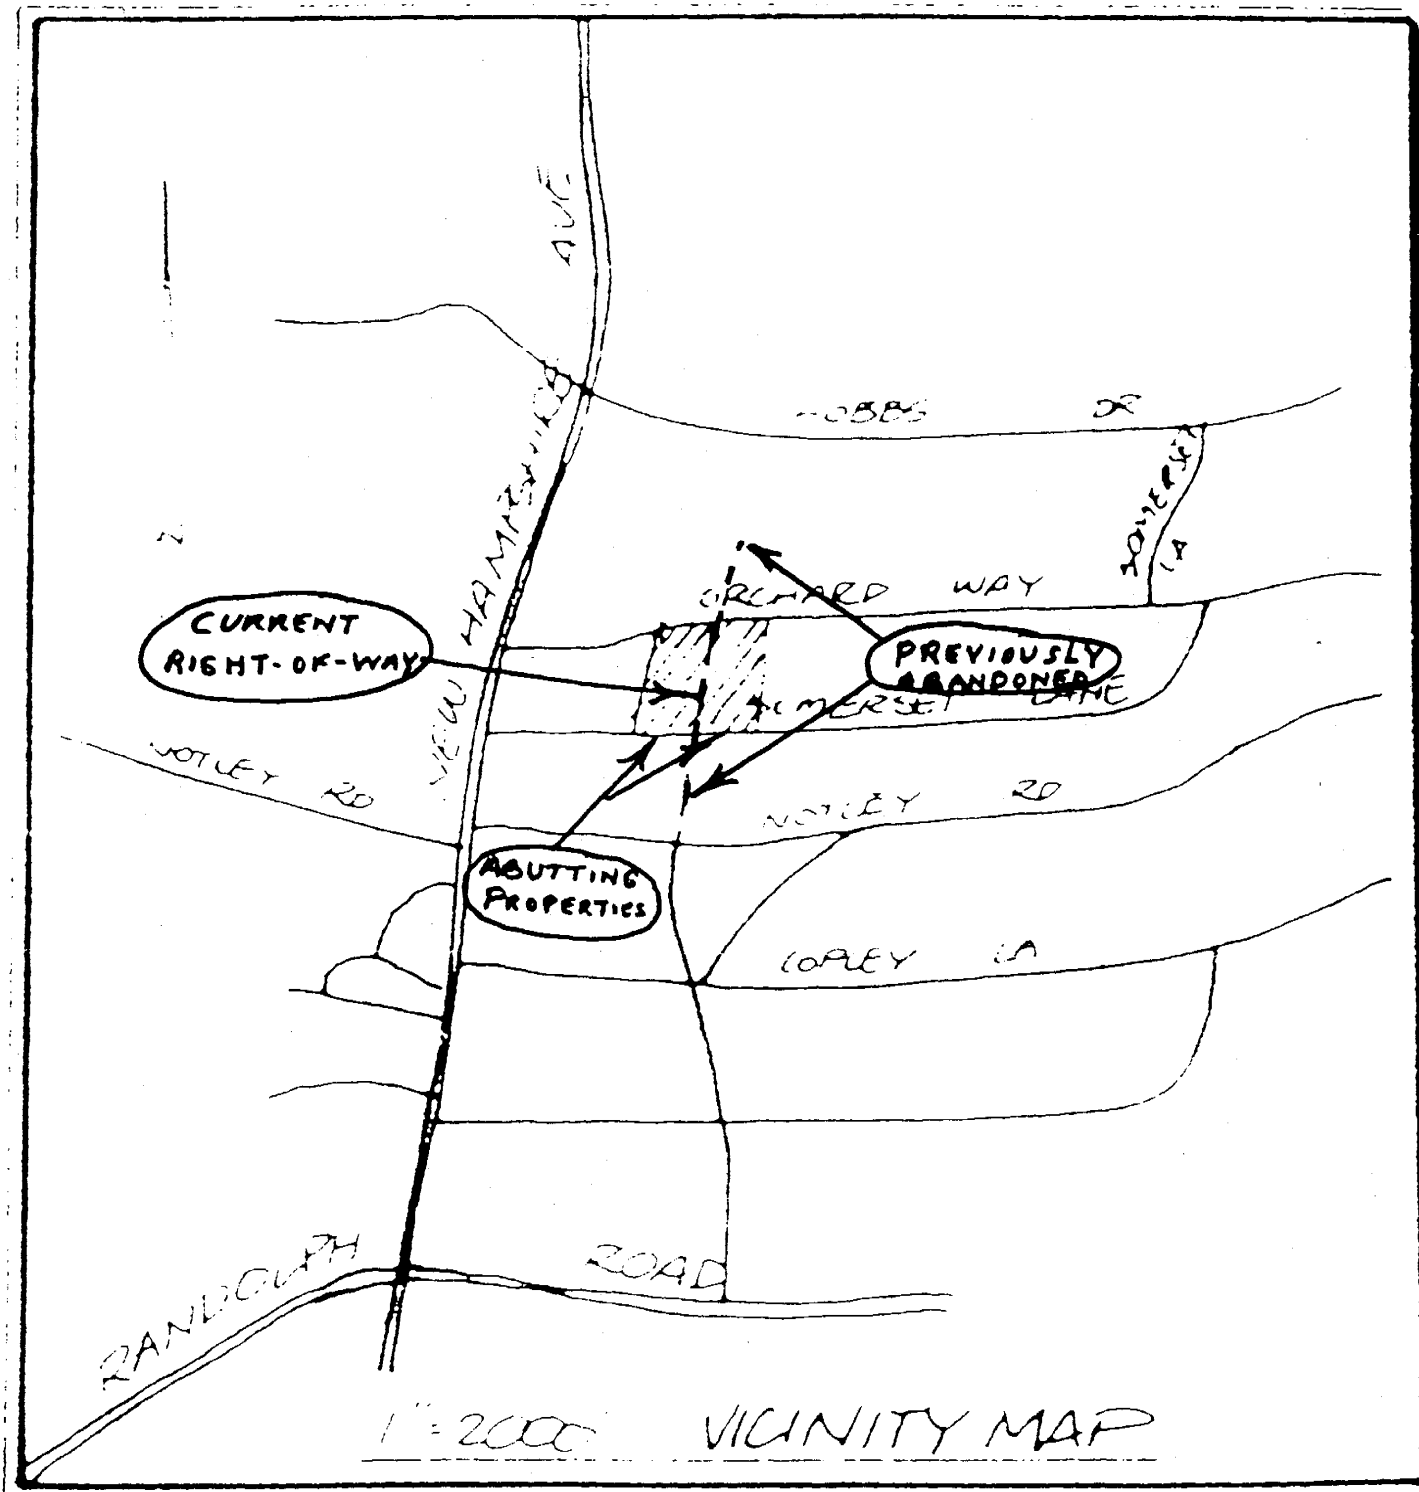 AVE.
NEW HAMPSHIRE
HOBBS DR
SOMERSET
LA
ORCHARD WAY
CURRENT
RIGHT-OF-WAY
PREVIOUSLY
ABANDONED
SOMERSET LANE
NOTLEY RD
NOTLEY RD
ABUTTING
PROPERTIES
COPLEY LA
RANDOLPH ROAD
1"=2000' VICINITY MAP